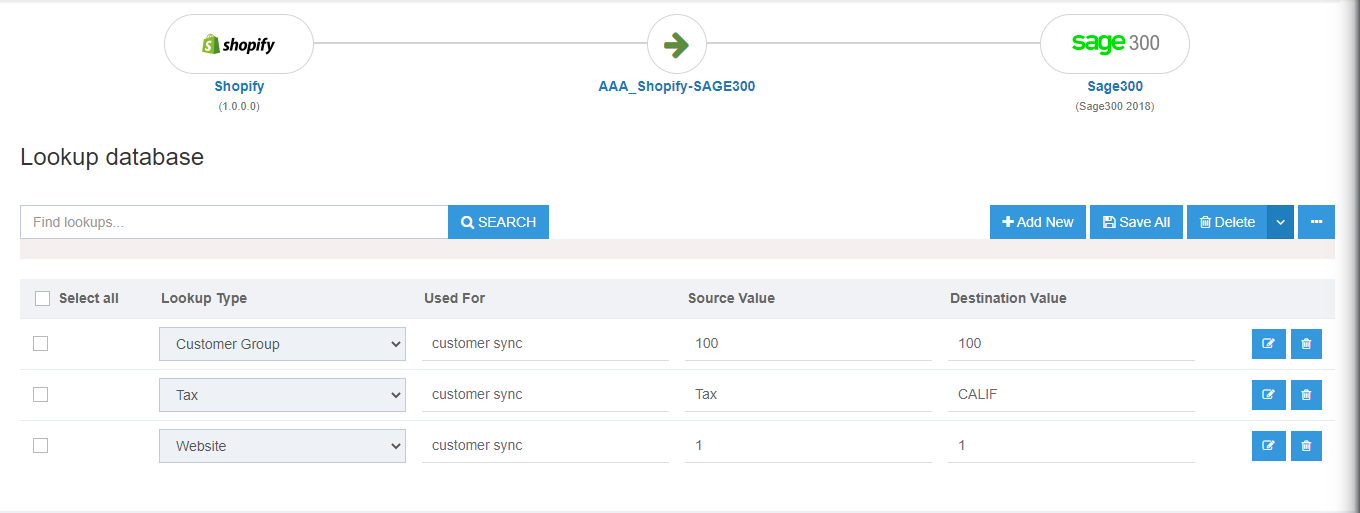 shopify sage 300
Shopify AAA_Shopify-SAGE300 Sage300
(1.0.0.0) (Sage300 2018)
Lookup database
Find lookups... SEARCH Add New Save All Delete
Select all Lookup Type Used For Source Value Destination Value
Customer Group customer sync 100 100
Tax customer sync Tax CALIF
Website customer sync 1 1